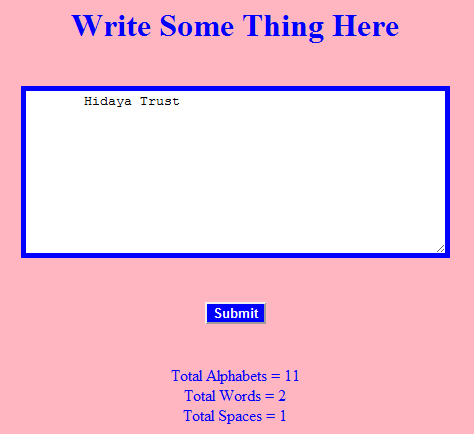 Write Some Thing Here
Hidaya Trust
Submit
Total Alphabets = 11
Total Words = 2
Total Spaces = 1